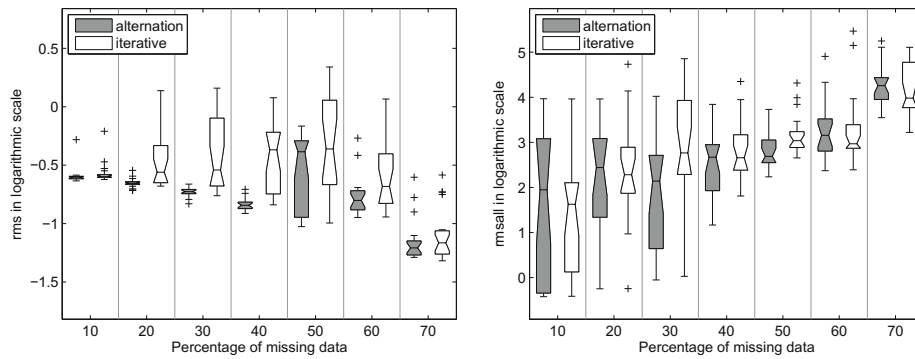 alternation
iterative
rms in logarithmic scale
0.5
0
−0.5
−1
−1.5
10 20 30 40 50 60 70
Percentage of missing data
alternation
iterative
rmsall in logarithmic scale
5
4
3
2
1
0
10 20 30 40 50 60 70
Percentage of missing data